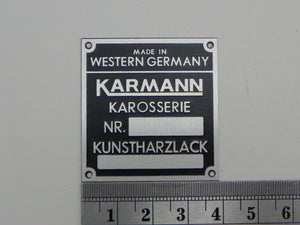 MADE IN
WESTERN GERMANY
KARMANN
KAROSSERIE
NR.
KUNSTHARZLACK
1 2 3 4 5 6